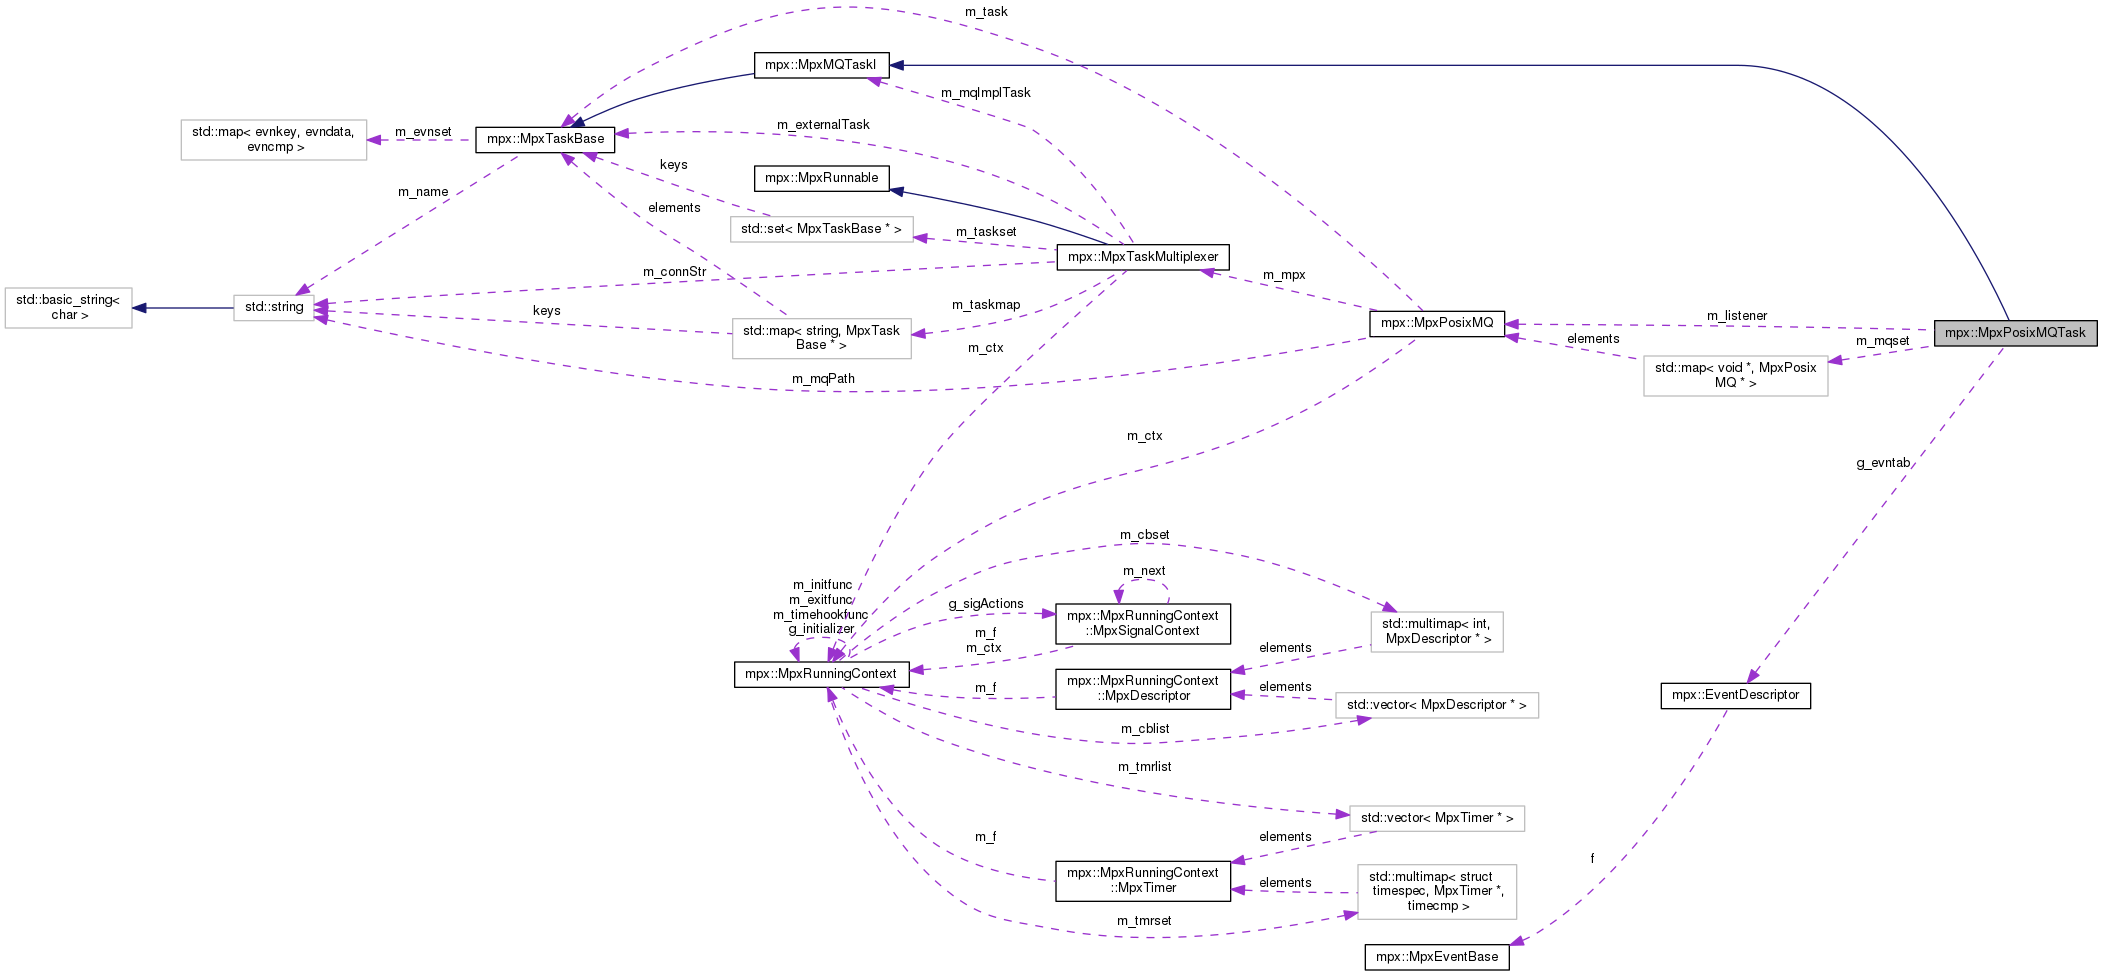 m_task
mpx::MpxMQTaskI
m_mqImplTask
m_externalTask
std::map< evnkey, evndata,
evncmp >
m_evnset
mpx::MpxTaskBase
keys
mpx::MpxRunnable
m_name
elements
std::set< MpxTaskBase * >
m_taskset
mpx::MpxTaskMultiplexer
m_connStr
m_mpx
std::basic_string<
char >
std::string
keys
m_taskmap
std::map< string, MpxTask
Base * >
m_ctx
mpx::MpxPosixMQ
m_listener
mpx::MpxPosixMQTask
elements
m_mqset
std::map< void *, MpxPosix
MQ * >
m_mqPath
m_ctx
g_evntab
m_cbset
m_next
m_initfunc
m_exitfunc
m_timehookfunc
g_initializer
g_sigActions
mpx::MpxRunningContext
::MpxSignalContext
std::multimap< int,
MpxDescriptor * >
m_f
m_ctx
elements
mpx::MpxRunningContext
m_f
mpx::MpxRunningContext
::MpxDescriptor
elements
std::vector< MpxDescriptor * >
mpx::EventDescriptor
m_cblist
m_tmrlist
std::vector< MpxTimer * >
m_f
elements
f
mpx::MpxRunningContext
::MpxTimer
elements
std::multimap< struct
timespec, MpxTimer *,
timecmp >
m_tmrset
mpx::MpxEventBase